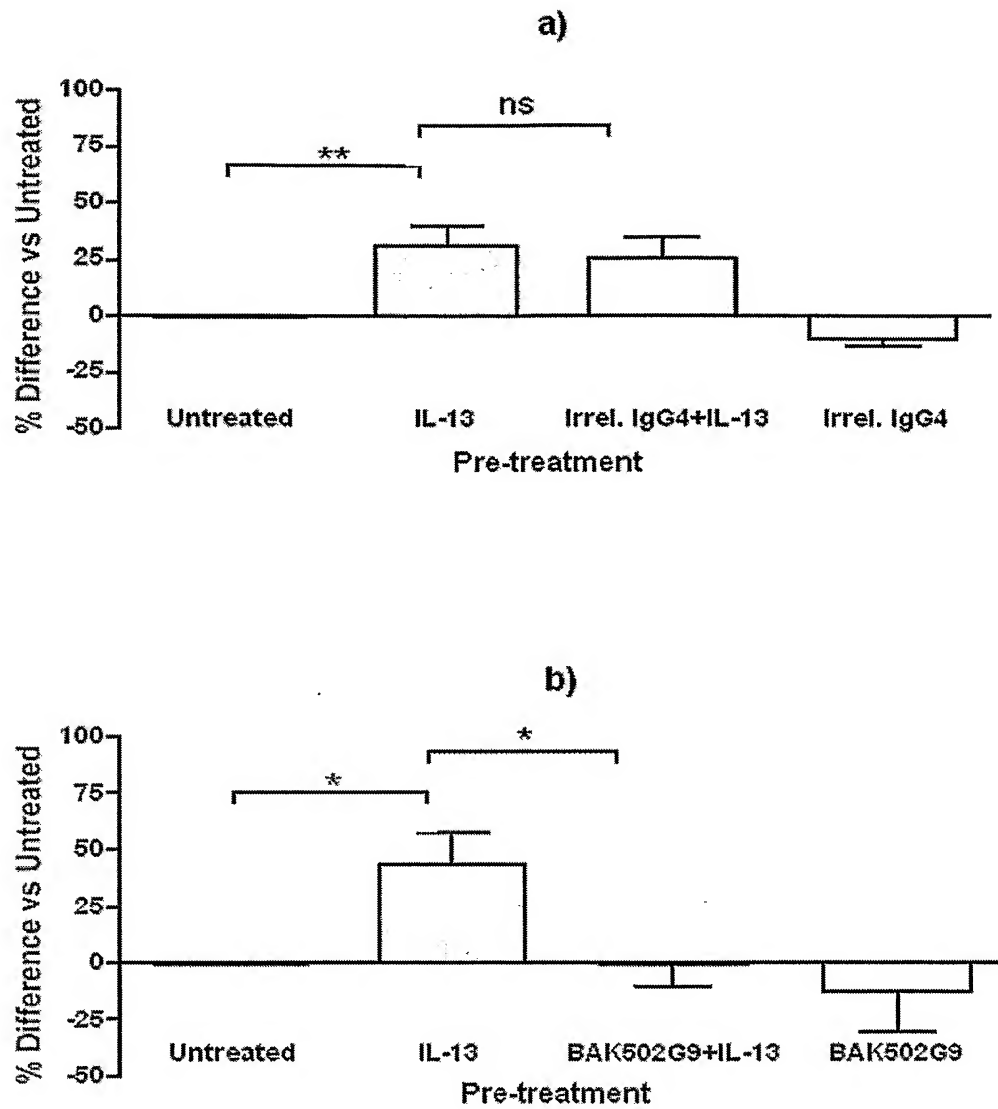 a)
% Difference vs Untreated
100
75
50
25
0
-25
-50
**
ns
Untreated IL-13 Irrel. IgG4+IL-13 Irrel. IgG4
Pre-treatment
b)
% Difference vs Untreated
100
75
50
25
0
-25
-50
*
*
Untreated IL-13 BAK502G9+IL-13 BAK502G9
Pre-treatment